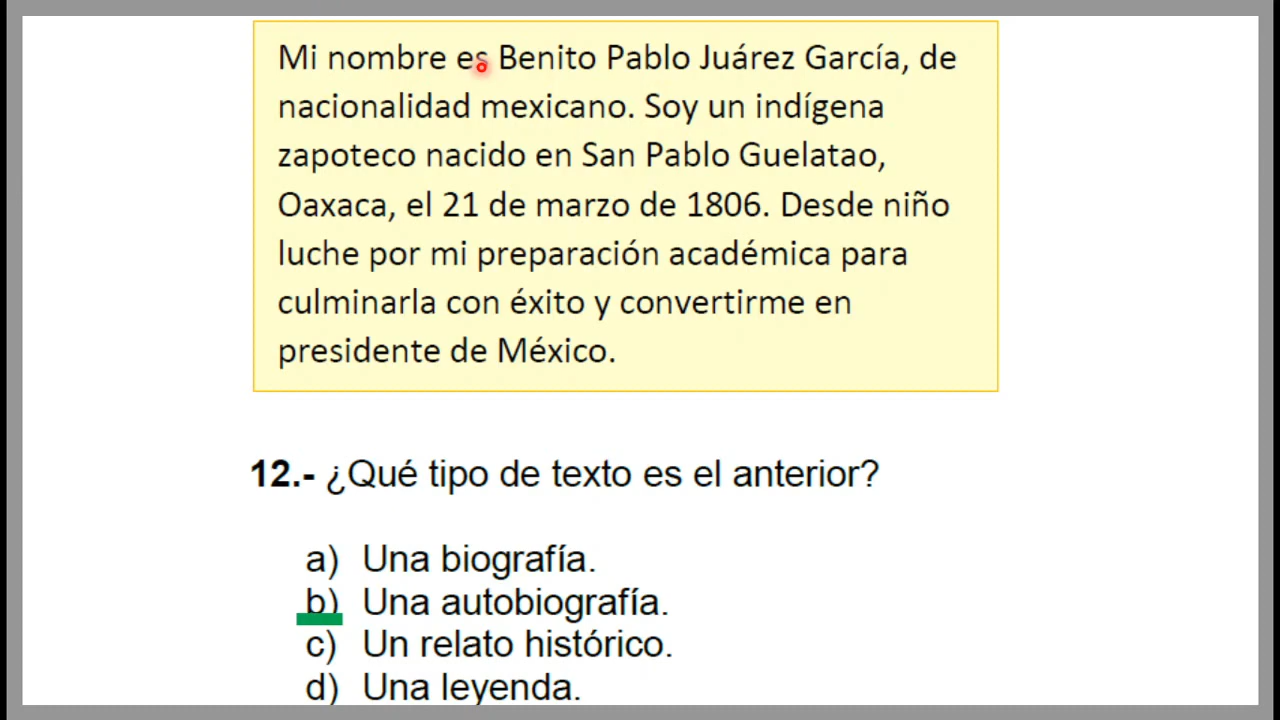 Mi nombre es Benito Pablo Juárez García, de
nacionalidad mexicano. Soy un indígena
zapoteco nacido en San Pablo Guelatao,
Oaxaca, el 21 de marzo de 1806. Desde niño
luche por mi preparación académica para
culminarla con éxito y convertirme en
presidente de México.
12.- ¿Qué tipo de texto es el anterior?
a) Una biografía.
b) Una autobiografía.
c) Un relato histórico.
d) Una leyenda.